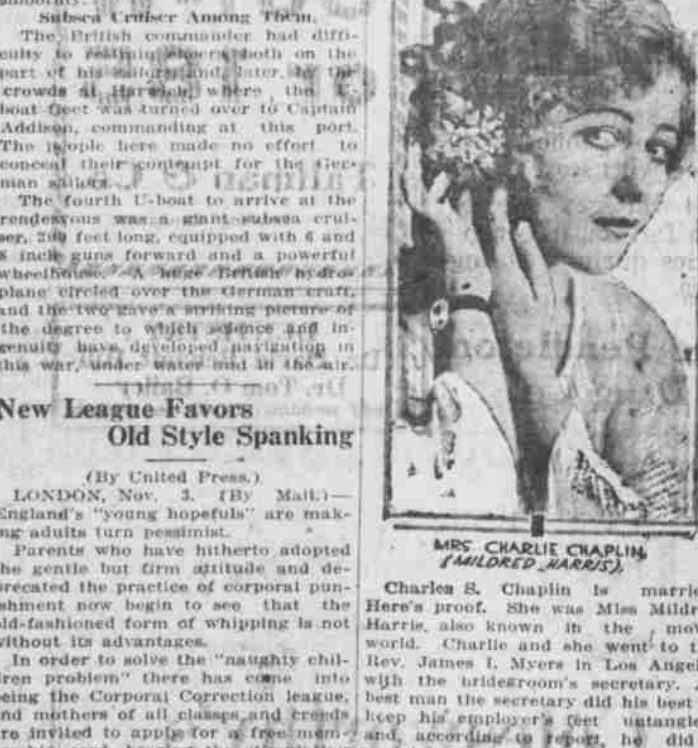 Subsea Cruiser Among Them.
The British commander had diffi-
culty to restrain cheers both on the
part of his sailors and, later, by the
crowds at Harwich, where the U-
boat fleet was turned over to Captain
Addison, commanding at this port.
The people here made no effort to
conceal their contempt for the Ger-
man sailors.
The fourth U-boat to arrive at the
rendezvous was a giant subsea crui-
ser, feet long, equipped with 6 and
8 inch guns forward and a powerful
wheelhouse. A huge British hydro-
plane circled over the German craft,
and the two gave a striking picture of
the degree to which science and in-
genuity have developed navigation in
this war, under water and in the air.
New League Favors
Old Style Spanking
(By United Press.)
LONDON, Nov. 3. (By Mail.)—
England's "young hopefuls" are mak-
ing adults turn pessimist.
Parents who have hitherto adopted
the gentle but firm attitude and de-
precated the practice of corporal pun-
ishment now begin to see that the
old-fashioned form of whipping is not
without its advantages.
In order to solve the "naughty chil-
dren problem" there has come into
being the Corporal Correction league,
and mothers of all classes and creeds
are invited to apply for a free mem-
MRS CHARLIE CHAPLIN,
(MILDRED HARRIS).
Charles S. Chaplin is marrie
Here's proof. She was Miss Mildr
Harris, also known in the mov
world. Charlie and she went to t
Rev. James I. Myers in Los Angel
with the bridegroom's secretary.
best man the secretary did his best
keep his employer's feet untangle
and, according to report, he did